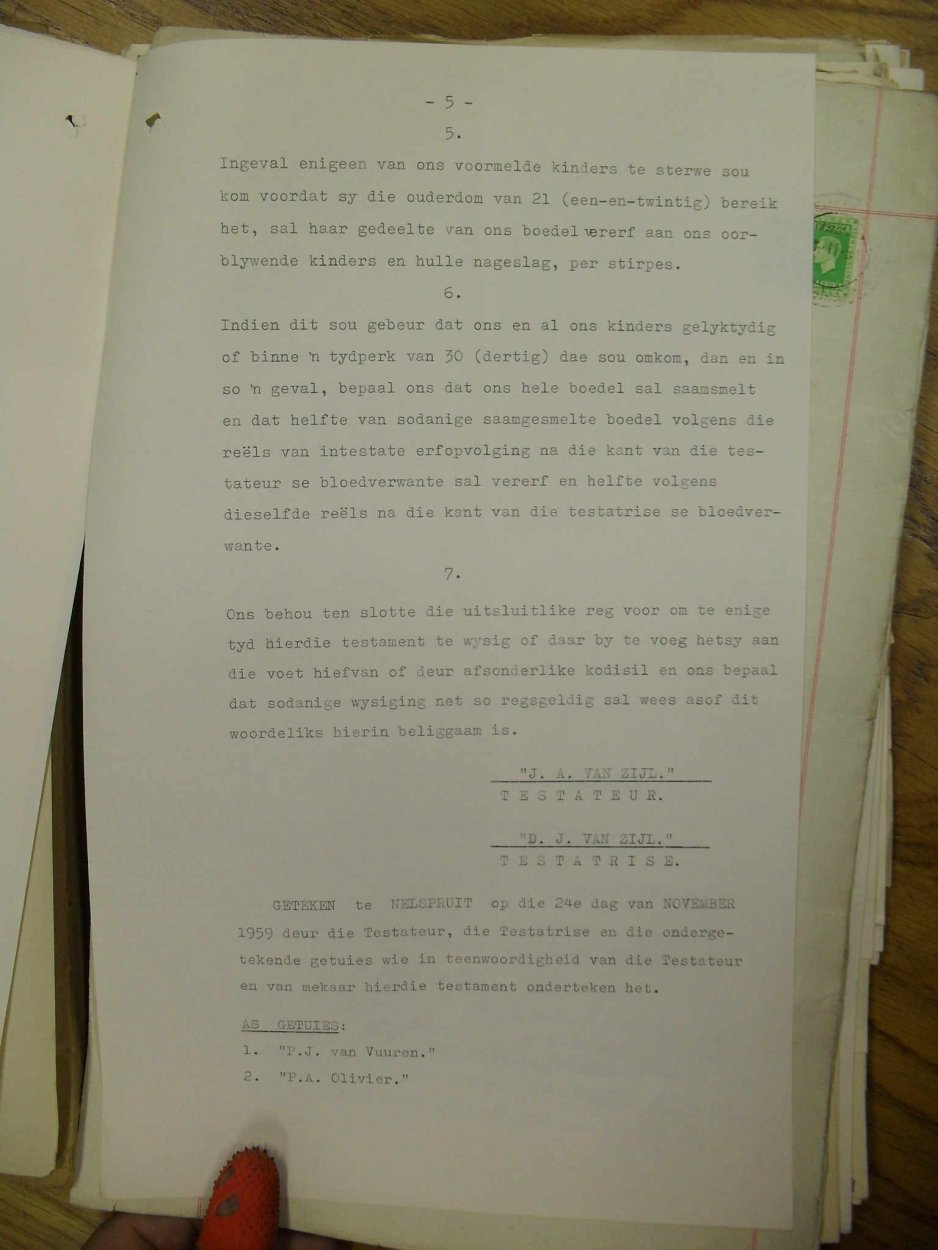 - 5 -
5.
Ingeval enigeen van ons voormelde kinders te sterwe sou
kom voordat sy die ouderdom van 21 (een-en-twintig) bereik
het, sal haar gedeelte van ons boedel vererf aan ons oor-
blywende kinders en hulle nageslag, per stirpes.
6.
Indien dit sou gebeur dat ons en al ons kinders gelyktydig
of binne 'n tydperk van 30 (dertig) dae sou omkom, dan en in
so 'n geval, bepaal ons dat ons hele boedel sal saamsmelt
en dat helfte van sodanige saamgesmelte boedel volgens die
reëls van intestate erfopvolging na die kant van die tes-
tateur se bloedverwante sal vererf en helfte volgens
dieselfde reëls na die kant van die testatrise se bloedver-
wante.
7.
Ons behou ten slotte die uitsluitlike reg voor om te enige
tyd hierdie testament te wysig of daar by te voeg hetsy aan
die voet hiefvan of deur afsonderlike kodisil en ons bepaal
dat sodanige wysiging net so regsgeldig sal wees asof dit
woordeliks hierin beliggaam is.
"J. A. VAN ZIJL."
T E S T A T E U R.
"D. J. VAN ZIJL."
T E S T A T R I S E.
GETEKEN te NELSPRUIT op die 24e dag van NOVEMBER
1959 deur die Testateur, die Testatrise en die onderge-
tekende getuies wie in teenwoordigheid van die Testateur
en van mekaar hierdie testament onderteken het.
AS GETUIES:
1. "P.J. van Vuuren."
2. "P.A. Olivier."